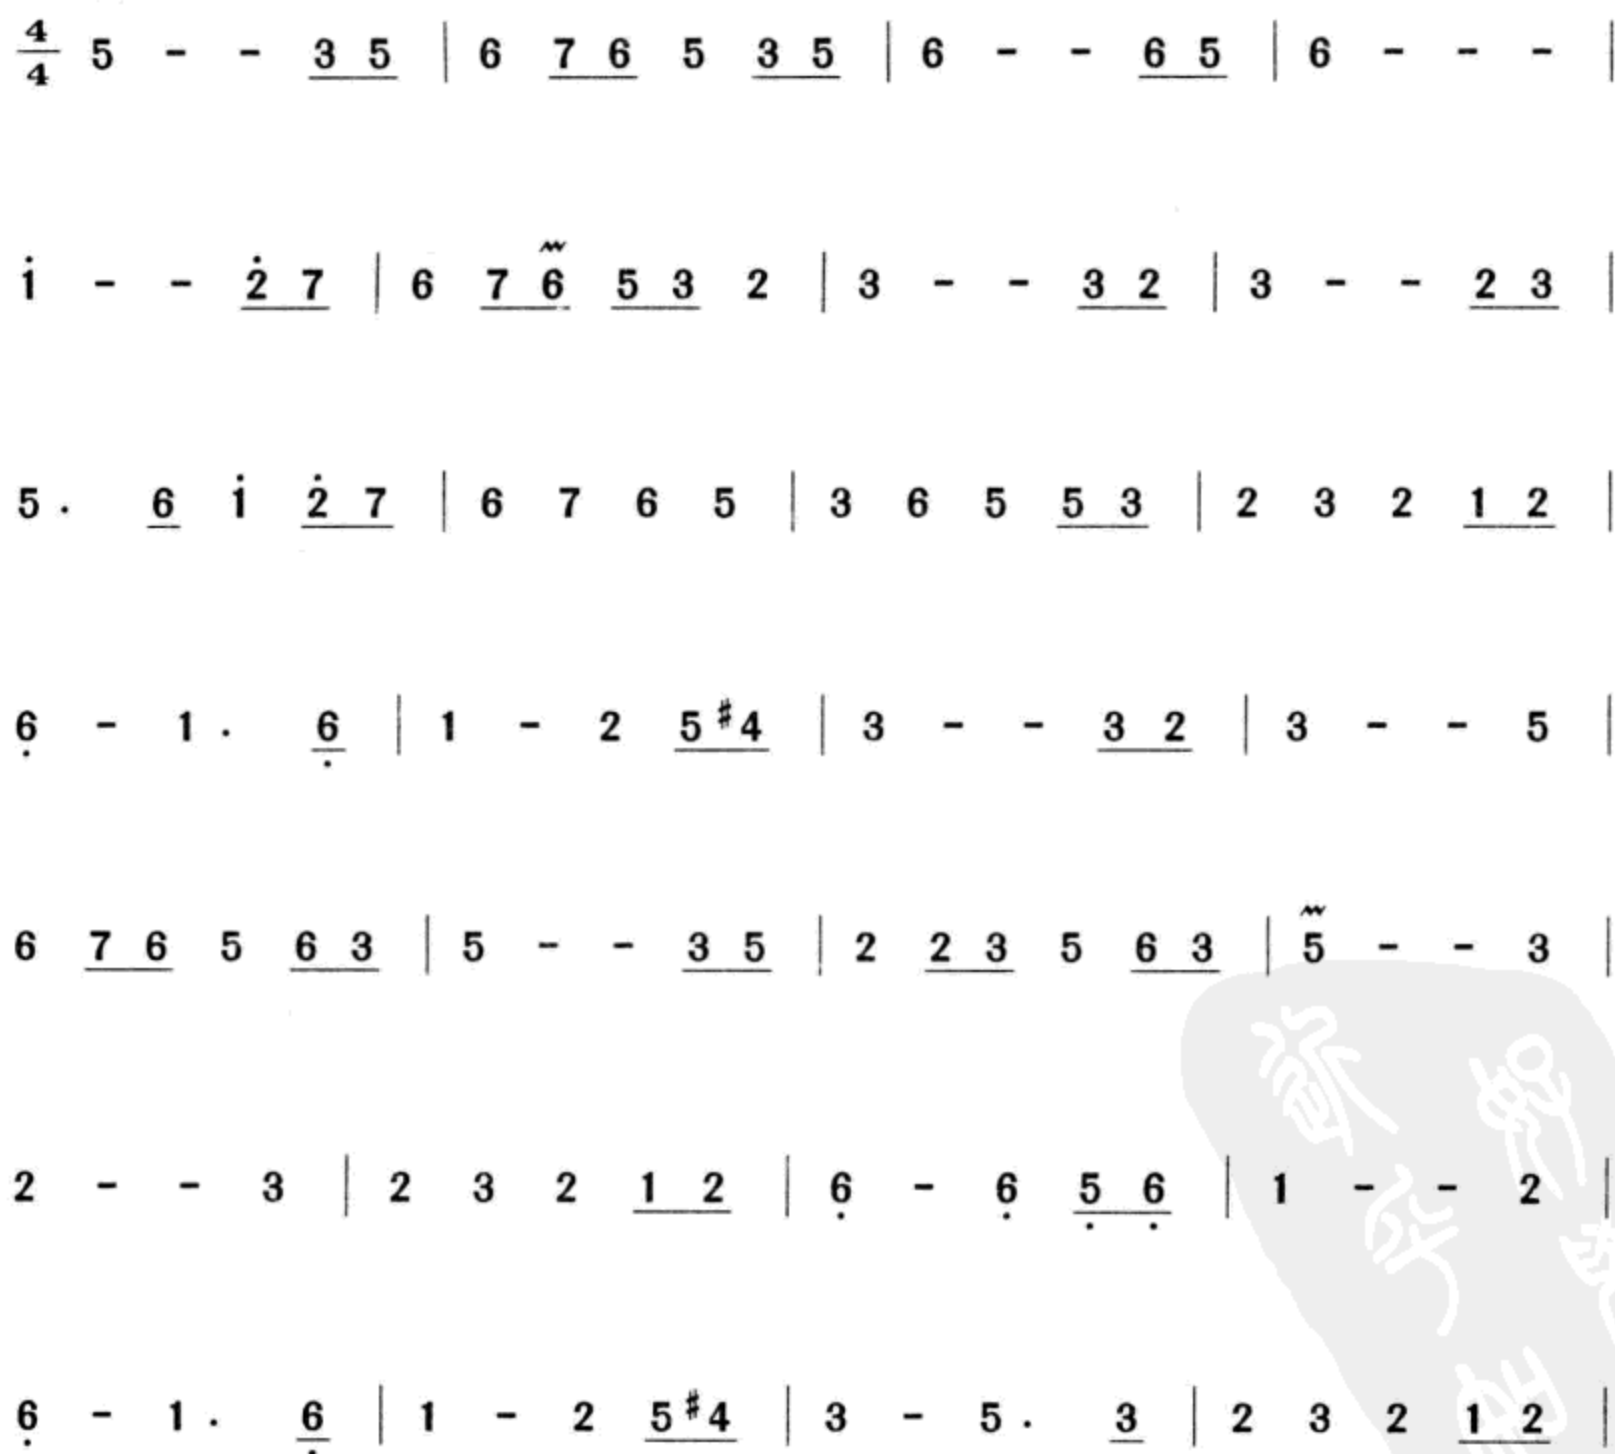 4/4 5 - - 3 5 | 6 7 6 5 3 5 | 6 - - 6 5 | 6 - - - |
i̇ - - 2̇ 7 | 6 7 6 5 3 2 | 3 - - 3 2 | 3 - - 2 3 |
5 . 6 i̇ 2̇ 7 | 6 7 6 5 | 3 6 5 5 3 | 2 3 2 1 2 |
6̣ - 1 . 6̣ | 1 - 2 5 #4 | 3 - - 3 2 | 3 - - 5 |
6 7 6 5 6 3 | 5 - - 3 5 | 2 2 3 5 6 3 | 5 - - 3 |
2 - - 3 | 2 3 2 1 2 | 6̣ - 6̣ 5̣ 6̣ | 1 - - 2 |
6̣ - 1 . 6̣ | 1 - 2 5 #4 | 3 - 5 . 3 | 2 3 2 1 2 |